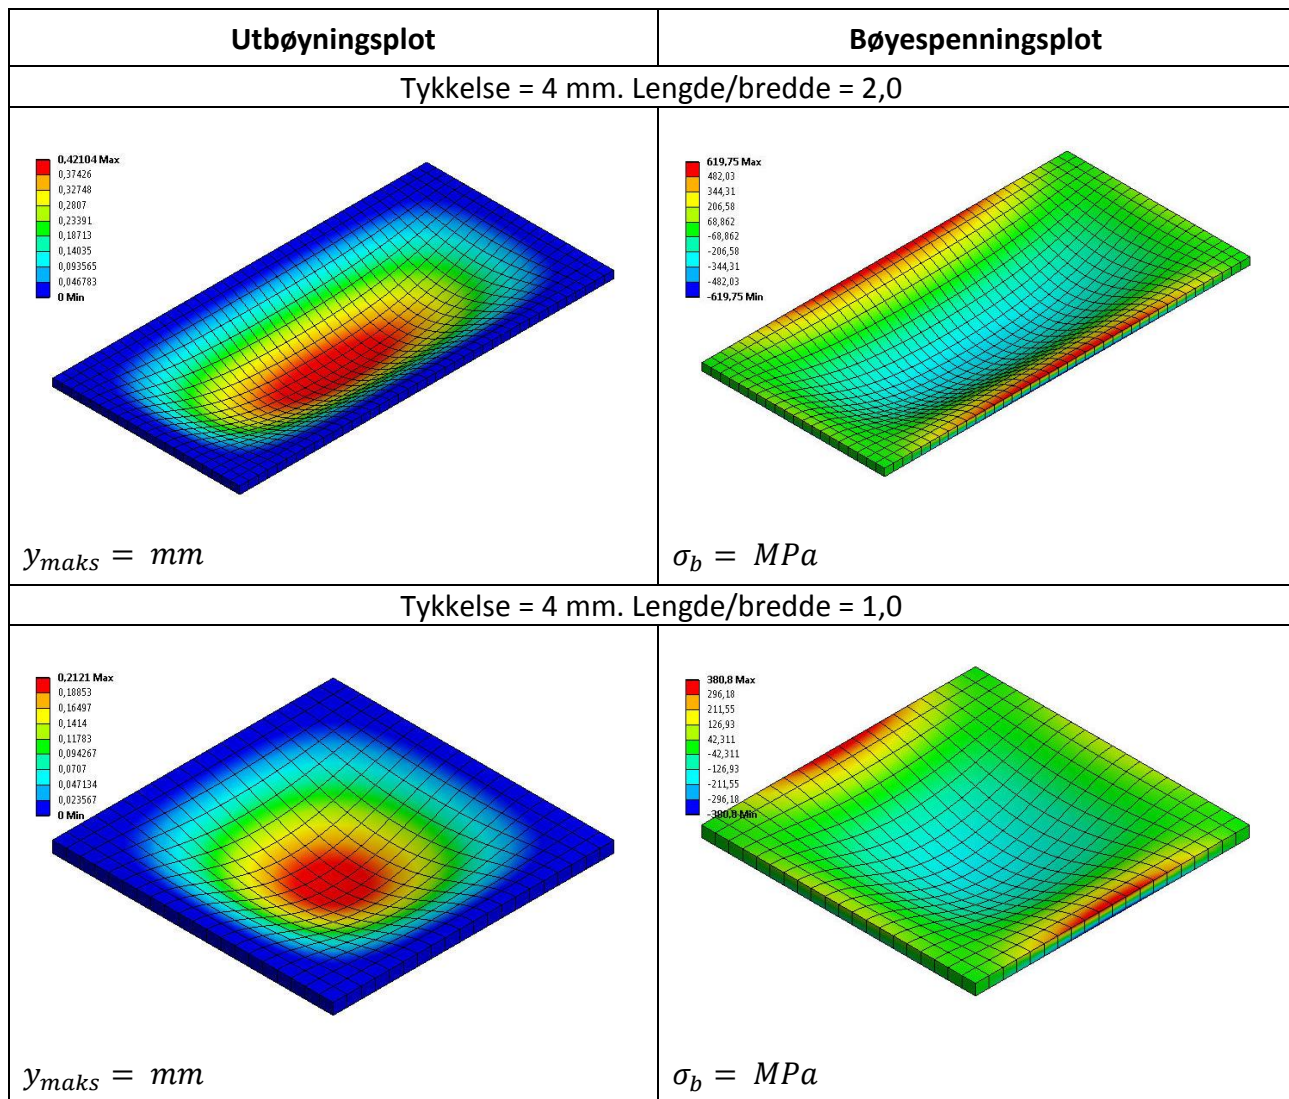 Utbøyningsplot
Bøyespenningsplot
Tykkelse = 4 mm. Lengde/bredde = 2,0
0,42104 Max
0,37426
0,32748
0,2807
0,23391
0,18713
0,14035
0,093565
0,046783
0 Min
y_maks = mm
619,75 Max
482,03
344,31
206,58
68,862
-68,862
-206,58
-344,31
-482,03
-619,75 Min
σ_b = MPa
Tykkelse = 4 mm. Lengde/bredde = 1,0
0,2121 Max
0,18853
0,16497
0,1414
0,11783
0,094267
0,0707
0,047134
0,023567
0 Min
y_maks = mm
380,8 Max
296,18
211,55
126,93
42,311
-42,311
-126,93
-211,55
-296,18
-380,8 Min
σ_b = MPa